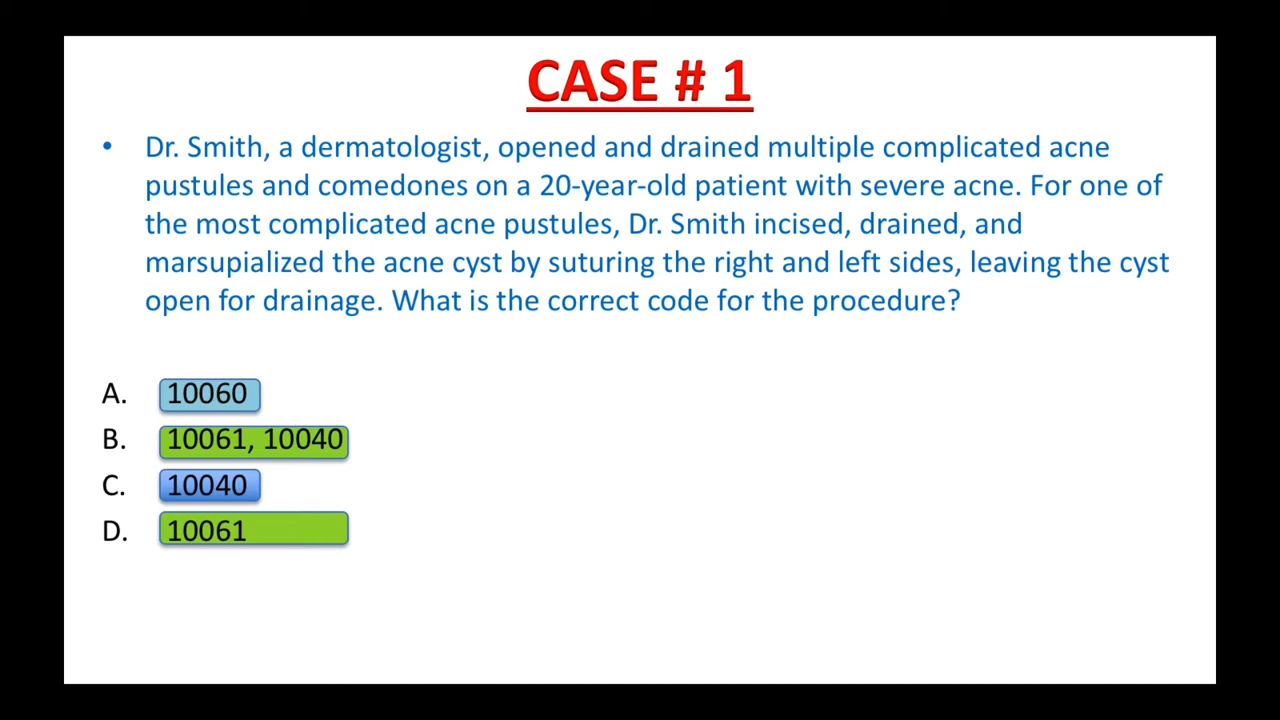 CASE # 1
• Dr. Smith, a dermatologist, opened and drained multiple complicated acne
pustules and comedones on a 20-year-old patient with severe acne. For one of
the most complicated acne pustules, Dr. Smith incised, drained, and
marsupialized the acne cyst by suturing the right and left sides, leaving the cyst
open for drainage. What is the correct code for the procedure?
A. 10060
B. 10061, 10040
C. 10040
D. 10061